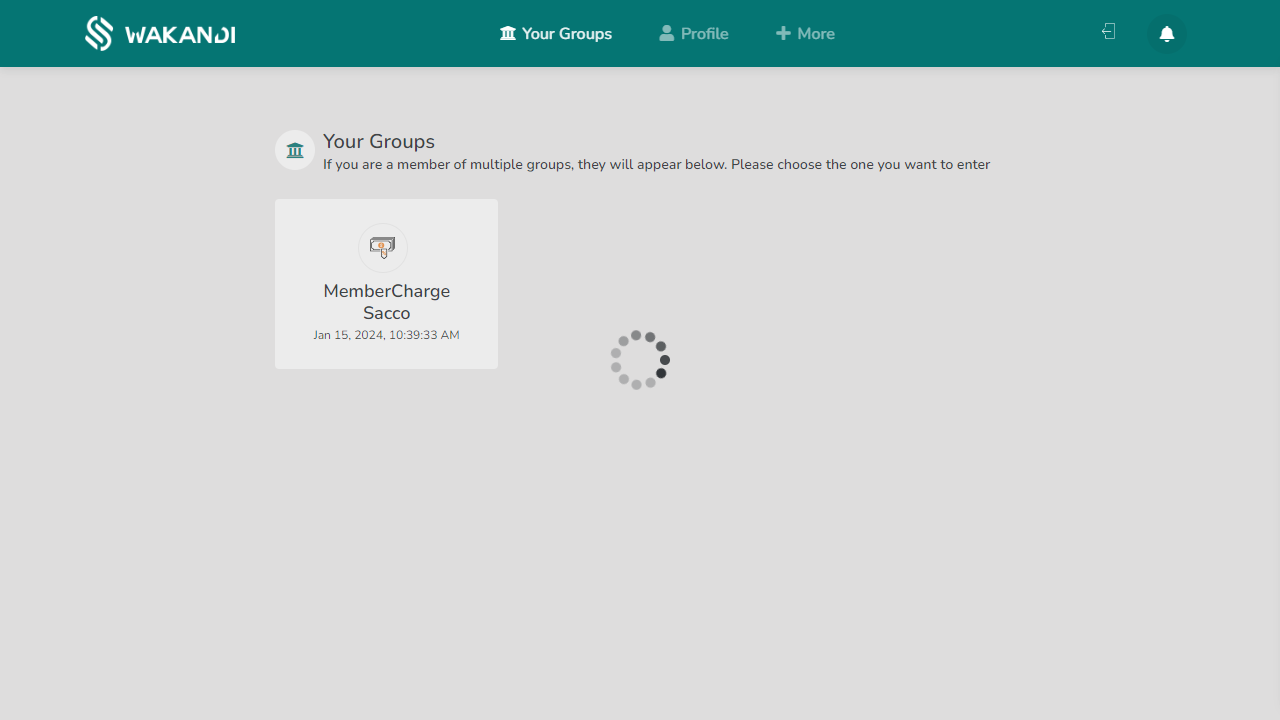 WAKANDI
Your Groups
Profile
More
Your Groups
If you are a member of multiple groups, they will appear below. Please choose the one you want to enter
MemberCharge
Sacco
Jan 15, 2024, 10:39:33 AM